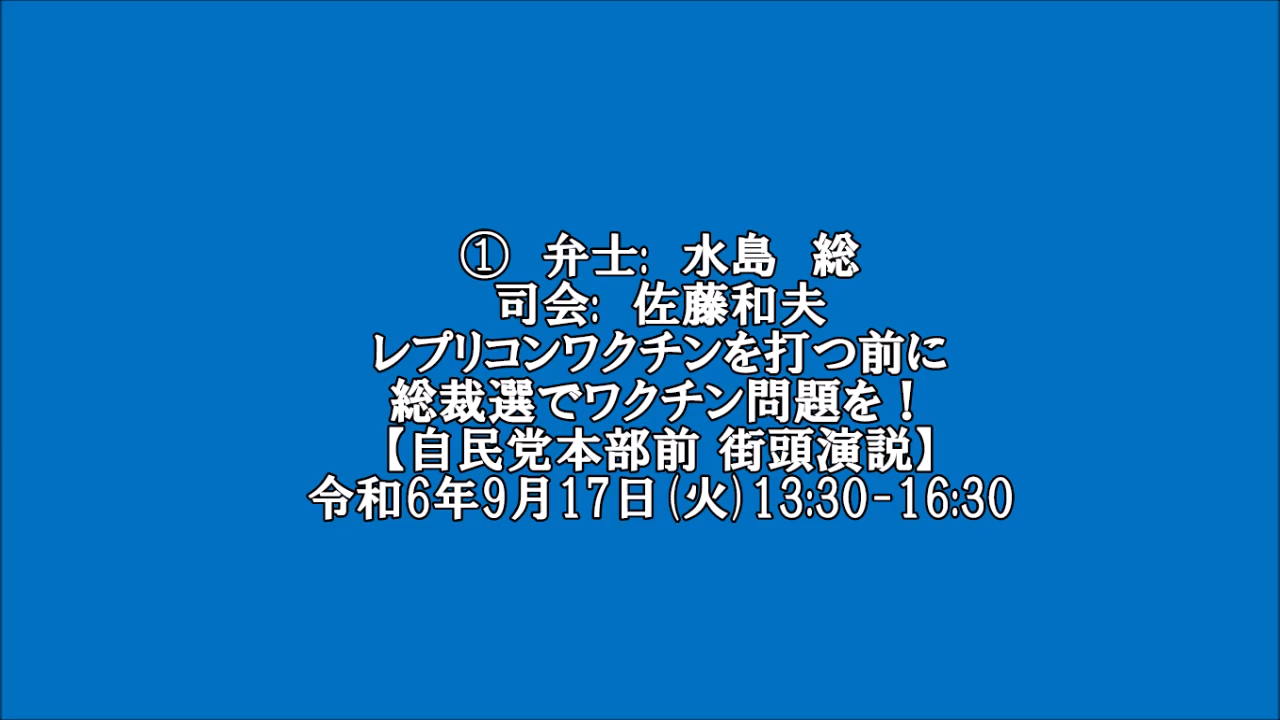 ① 弁士: 水島 総
司会: 佐藤和夫
レプリコンワクチンを打つ前に
総裁選でワクチン問題を！
【自民党本部前 街頭演説】
令和6年9月17日(火)13:30-16:30